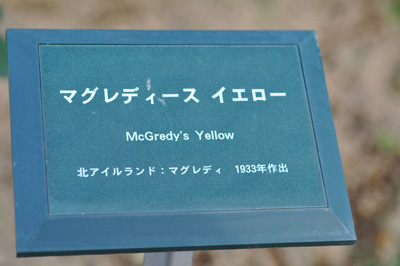 マグレディース イエロー
McGredy's Yellow
北アイルランド：マグレディ　1933年作出